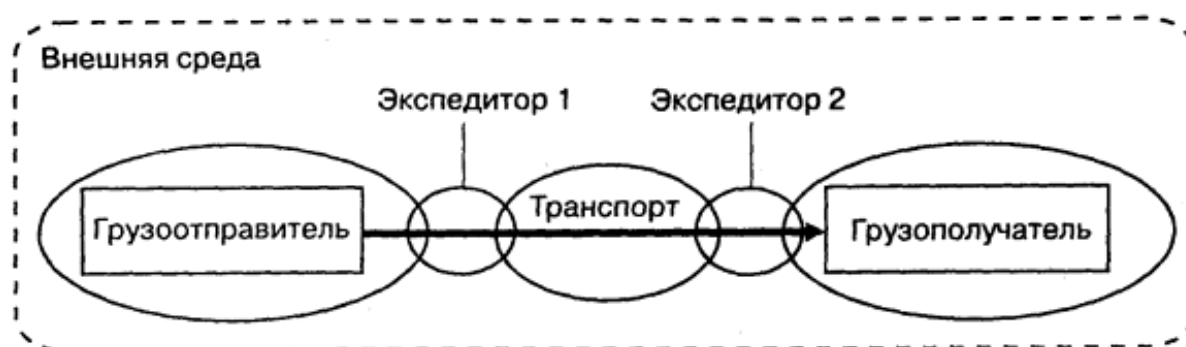 Внешняя среда
Экспедитор 1
Экспедитор 2
Грузоотправитель
Транспорт
Грузополучатель